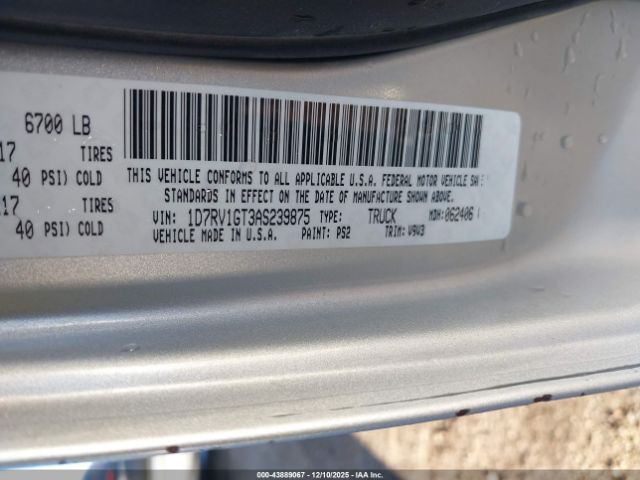 6700 LB
17 TIRES
40 PSI) COLD
17 TIRES
40 PSI) COLD
THIS VEHICLE CONFORMS TO ALL APPLICABLE U.S.A. FEDERAL MOTOR VEHICLE
STANDARDS IN EFFECT ON THE DATE OF MANUFACTURE SHOWN ABOVE.
VIN: 1D7RV1GT3AS239875 TYPE: TRUCK MDH: 062406
VEHICLE MADE IN U.S.A. PAINT: PS2 TRIM: V9V3
000-43889067 • 12/10/2025 • IAA Inc.